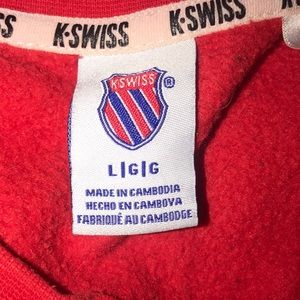 K·SWISS K·SWISS K·SWISS
K·SWISS ®
L|G|G
MADE IN CAMBODIA
HECHO EN CAMBOYA
FABRIQUÉ AU CAMBODGE